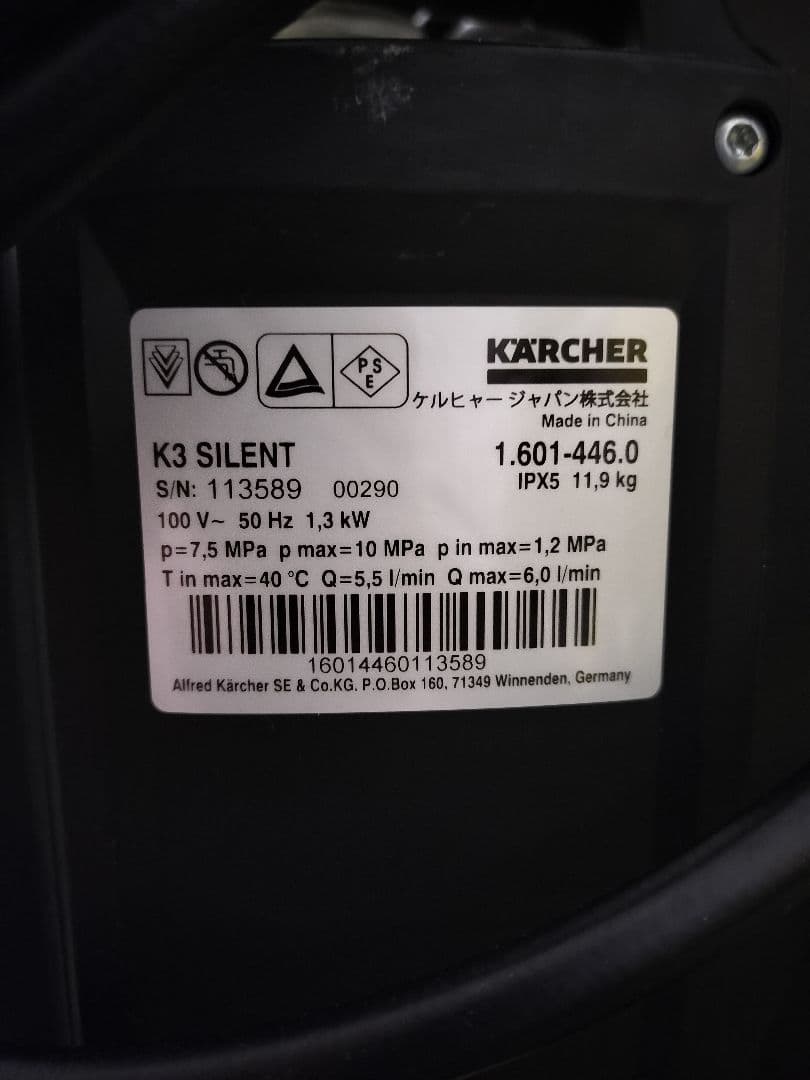 PSE
KÄRCHER
ケルヒャー ジャパン株式会社
Made in China
K3 SILENT 1.601-446.0
S/N: 113589 00290 IPX5 11,9 kg
100 V~ 50 Hz 1,3 kW
p=7,5 MPa p max=10 MPa p in max=1,2 MPa
T in max=40 °C Q=5,5 l/min Q max=6,0 l/min
16014460113589
Alfred Kärcher SE & Co.KG. P.O.Box 160, 71349 Winnenden, Germany